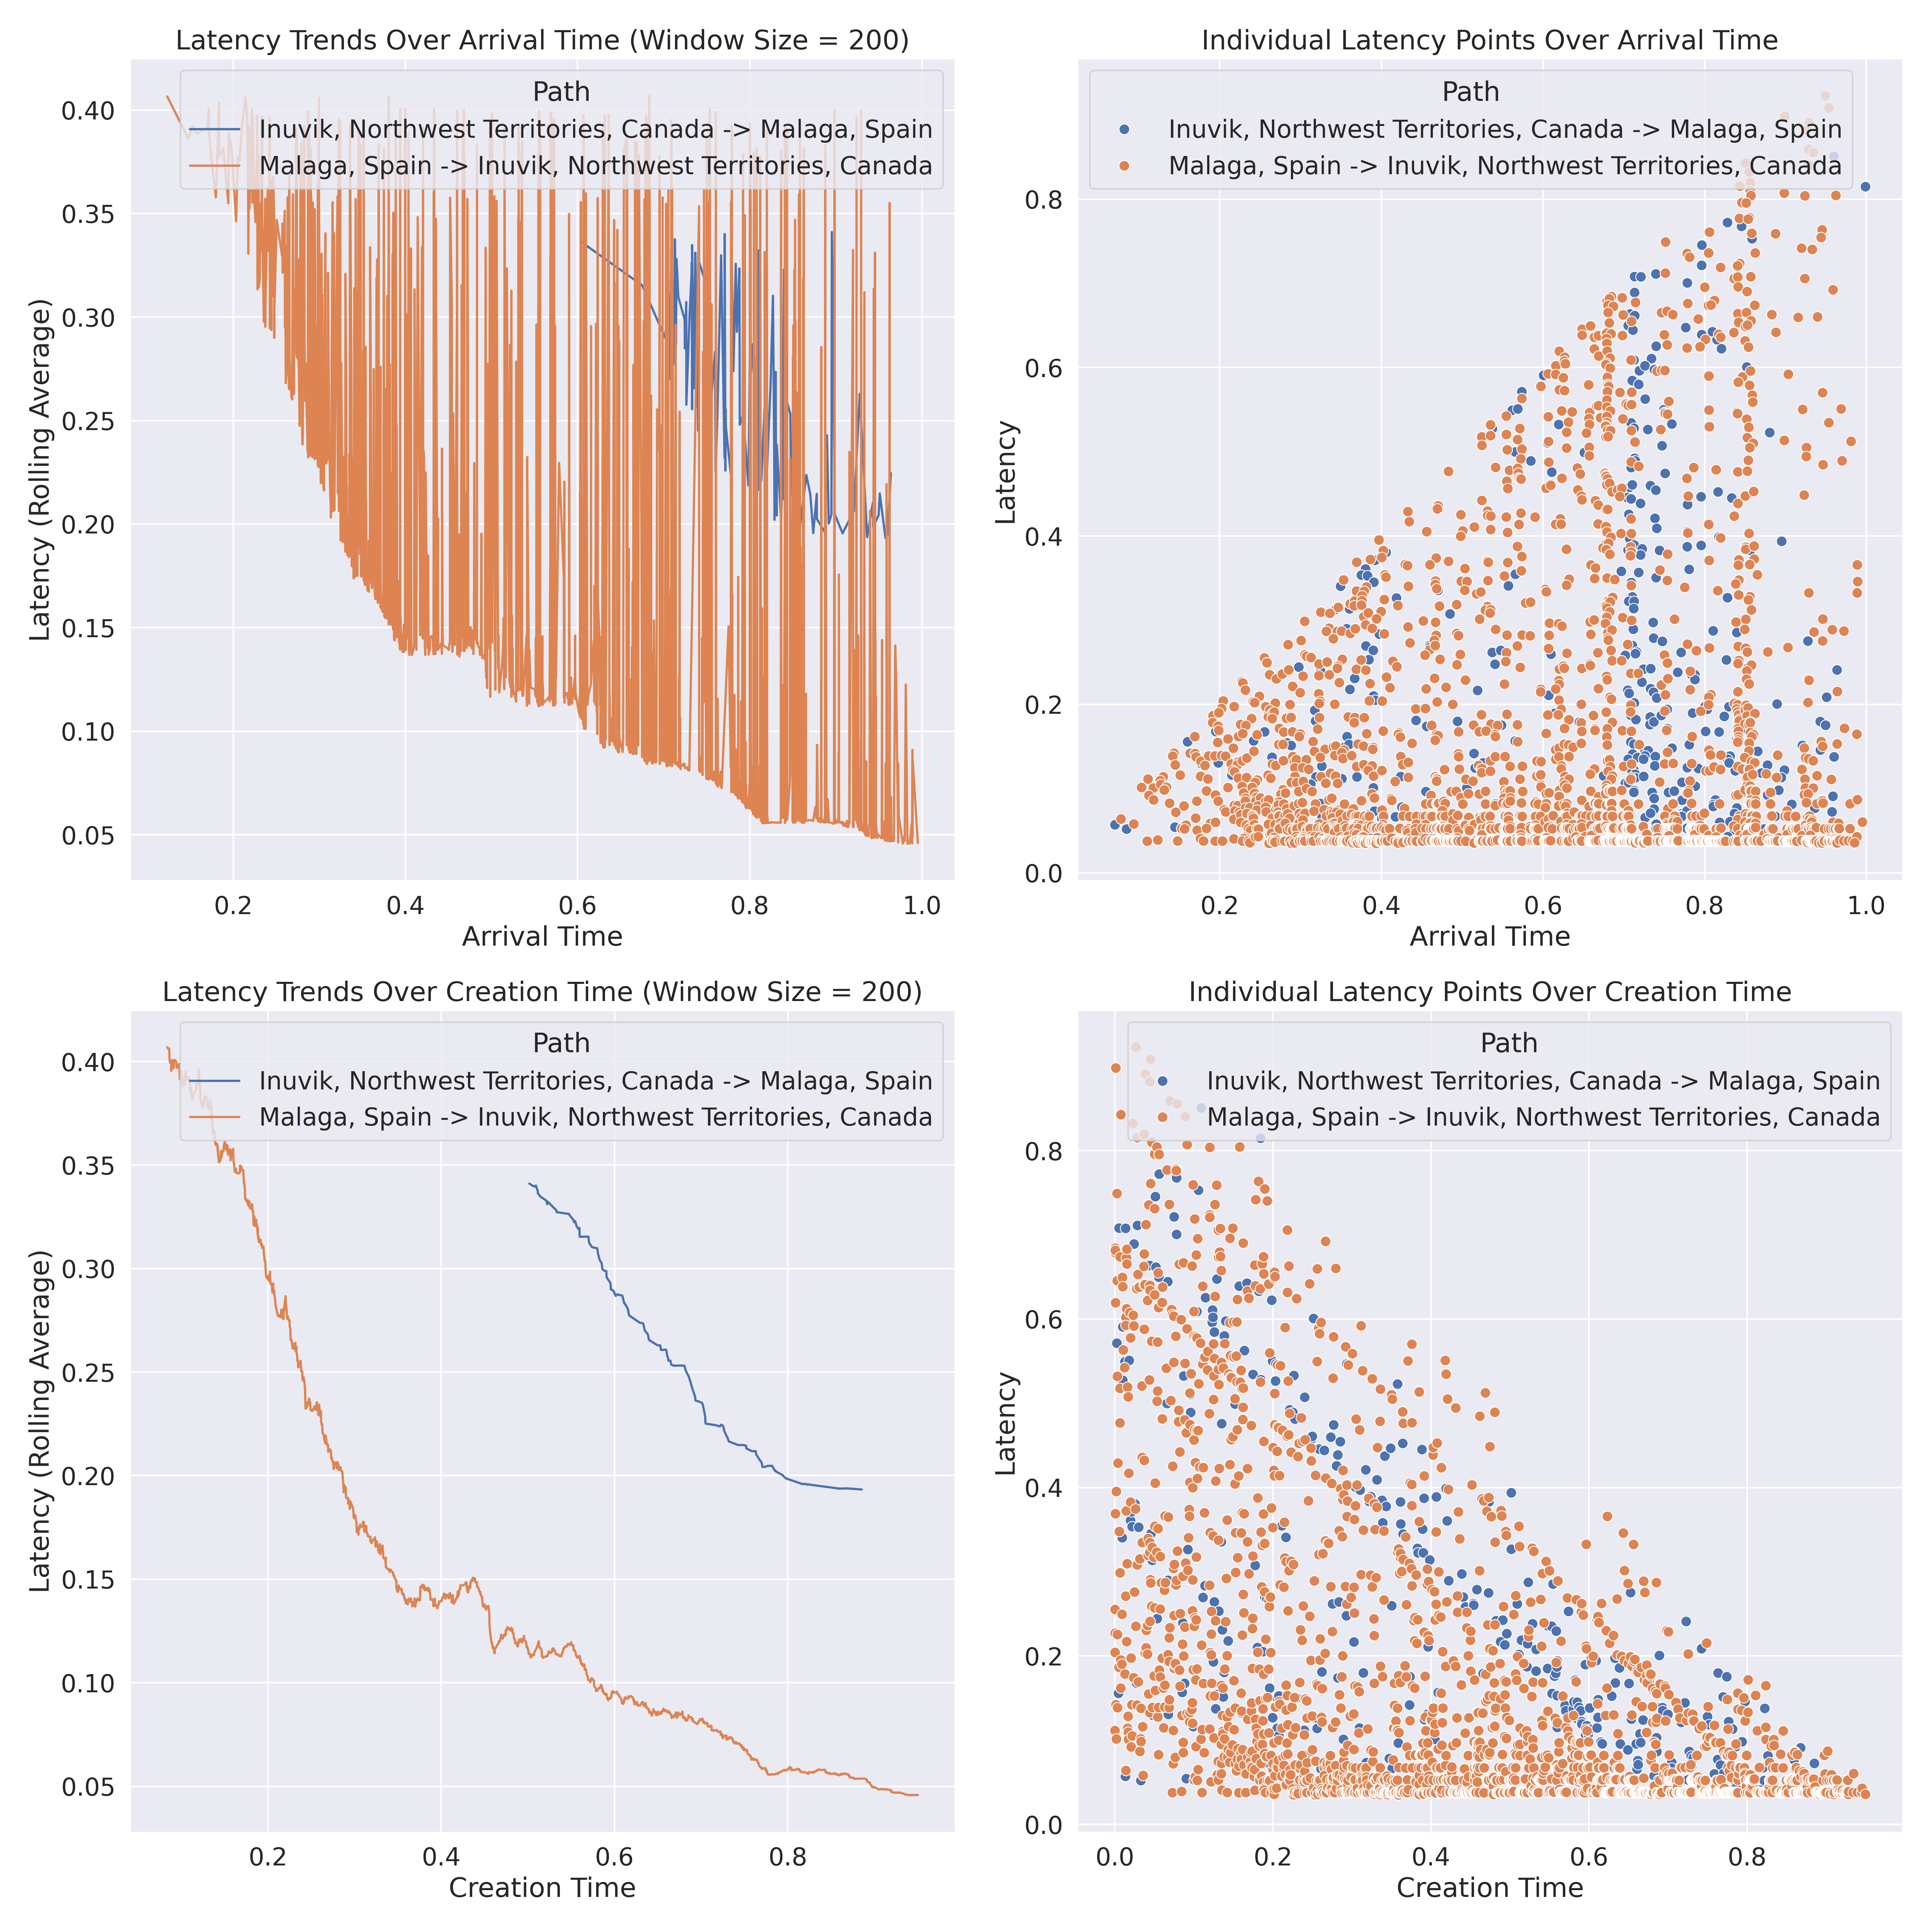 Latency Trends Over Arrival Time (Window Size = 200)
Path
Inuvik, Northwest Territories, Canada -> Malaga, Spain
Malaga, Spain -> Inuvik, Northwest Territories, Canada
Latency (Rolling Average)
0.40
0.35
0.30
0.25
0.20
0.15
0.10
0.05
0.2 0.4 0.6 0.8 1.0
Arrival Time
Individual Latency Points Over Arrival Time
Path
Inuvik, Northwest Territories, Canada -> Malaga, Spain
Malaga, Spain -> Inuvik, Northwest Territories, Canada
Latency
0.8
0.6
0.4
0.2
0.0
0.2 0.4 0.6 0.8 1.0
Arrival Time
Latency Trends Over Creation Time (Window Size = 200)
Path
Inuvik, Northwest Territories, Canada -> Malaga, Spain
Malaga, Spain -> Inuvik, Northwest Territories, Canada
Latency (Rolling Average)
0.40
0.35
0.30
0.25
0.20
0.15
0.10
0.05
0.2 0.4 0.6 0.8
Creation Time
Individual Latency Points Over Creation Time
Path
Inuvik, Northwest Territories, Canada -> Malaga, Spain
Malaga, Spain -> Inuvik, Northwest Territories, Canada
Latency
0.8
0.6
0.4
0.2
0.0
0.0 0.2 0.4 0.6 0.8
Creation Time